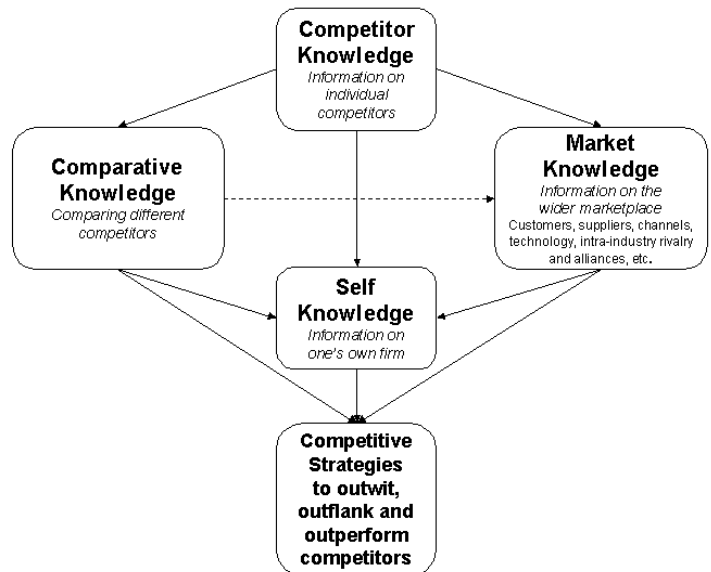 Competitor
Knowledge
Information on
individual
competitors
Comparative
Knowledge
Comparing different
competitors
Market
Knowledge
Information on the
wider marketplace
Customers, suppliers, channels,
technology, intra-industry rivalry
and alliances, etc.
Self
Knowledge
Information on
one's own firm
Competitive
Strategies
to outwit,
outflank and
outperform
competitors